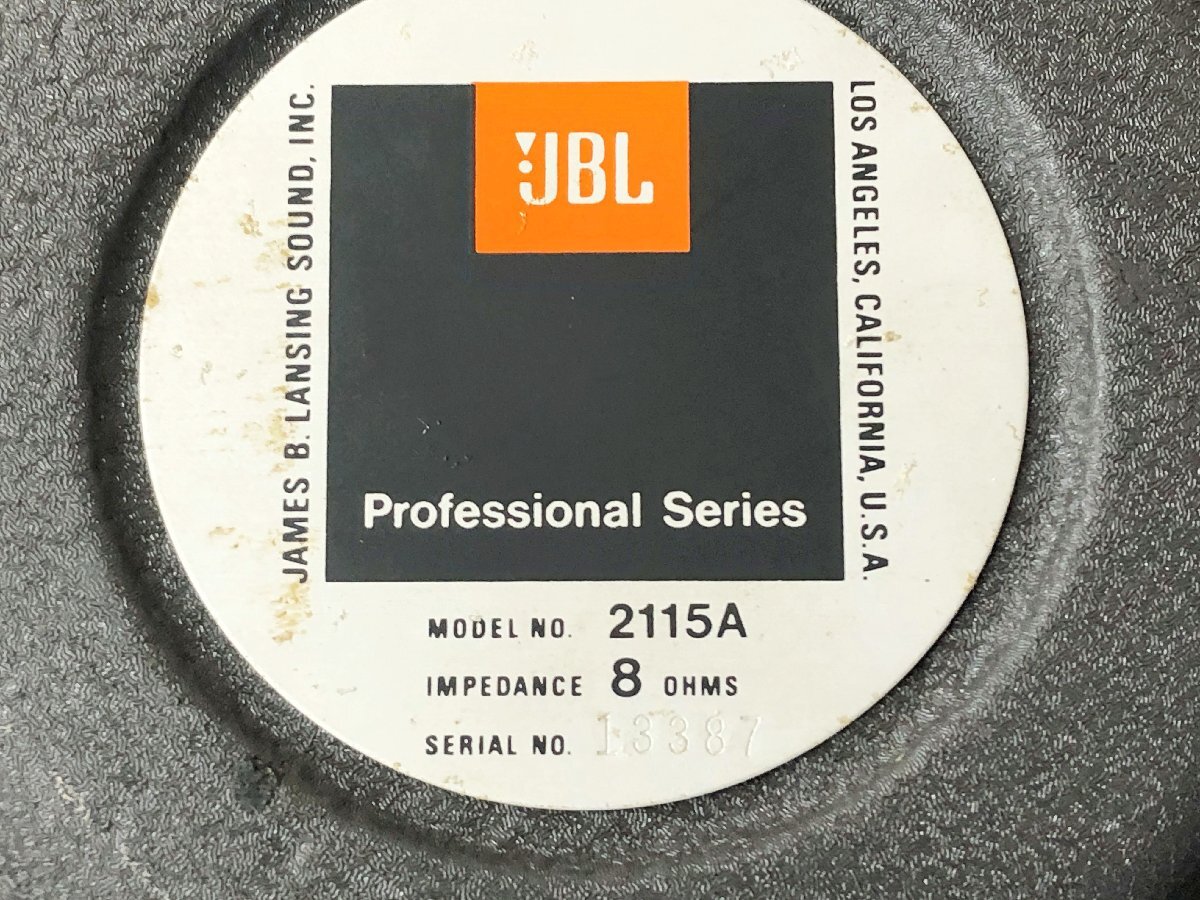 JBL
JAMES B. LANSING SOUND, INC.
LOS ANGELES, CALIFORNIA, U.S.A.
Professional Series
MODEL NO. 2115A
IMPEDANCE 8 OHMS
SERIAL NO. 13387